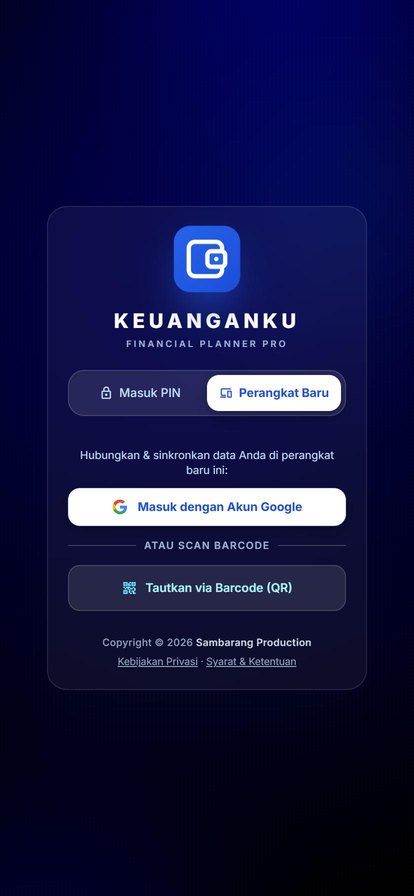 KEUANGANKU
FINANCIAL PLANNER PRO
Masuk PIN
Perangkat Baru
Hubungkan & sinkronkan data Anda di perangkat
baru ini:
Masuk dengan Akun Google
ATAU SCAN BARCODE
Tautkan via Barcode (QR)
Copyright © 2026 Sambarang Production
Kebijakan Privasi · Syarat & Ketentuan